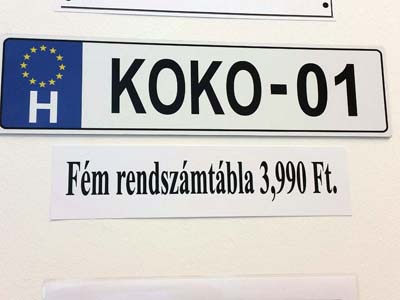 H KOKO-01
Fém rendszámtábla 3,990 Ft.